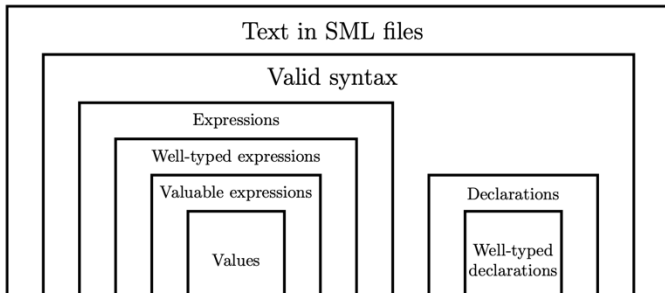 Text in SML files
Valid syntax
Expressions
Well-typed expressions
Valuable expressions
Values
Declarations
Well-typed
declarations